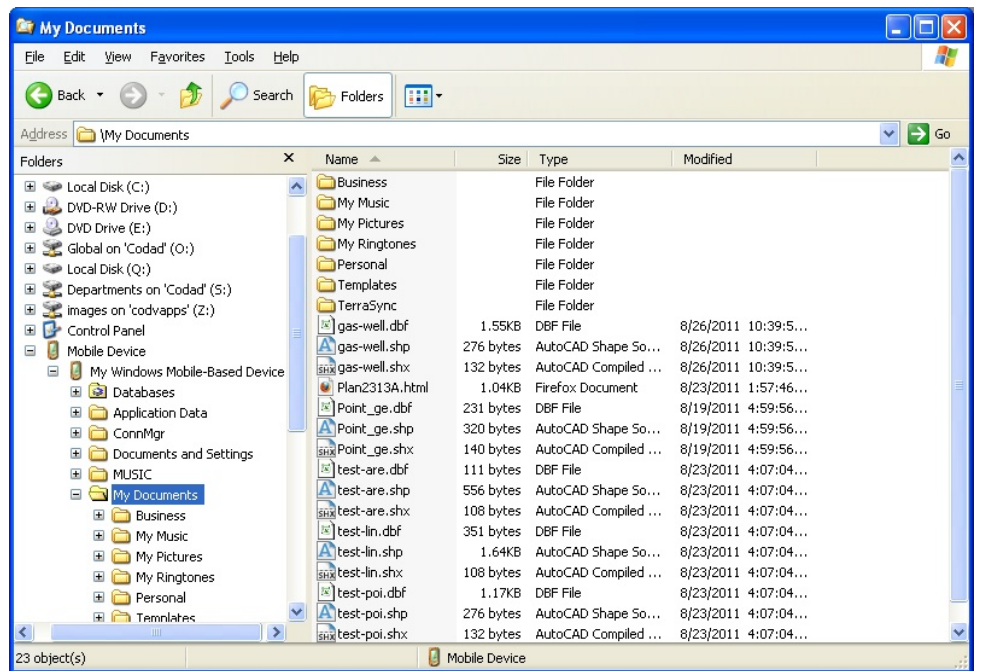 My Documents
File Edit View Favorites Tools Help
Back Search Folders
Address \My Documents Go
Folders x Name Size Type Modified
Local Disk (C:)
DVD-RW Drive (D:)
DVD Drive (E:)
Global on 'Codad' (O:)
Local Disk (Q:)
Departments on 'Codad' (S:)
images on 'codvapps' (Z:)
Control Panel
Mobile Device
My Windows Mobile-Based Device
Databases
Application Data
ConnMgr
Documents and Settings
MUSIC
My Documents
Business
My Music
My Pictures
My Ringtones
Personal
Templates
Business File Folder
My Music File Folder
My Pictures File Folder
My Ringtones File Folder
Personal File Folder
Templates File Folder
TerraSync File Folder
gas-well.dbf 1.55KB DBF File 8/26/2011 10:39:5...
gas-well.shp 276 bytes AutoCAD Shape So... 8/26/2011 10:39:5...
gas-well.shx 132 bytes AutoCAD Compiled ... 8/26/2011 10:39:5...
Plan2313A.html 1.04KB Firefox Document 8/23/2011 1:57:46...
Point_ge.dbf 231 bytes DBF File 8/19/2011 4:59:56...
Point_ge.shp 320 bytes AutoCAD Shape So... 8/19/2011 4:59:56...
Point_ge.shx 140 bytes AutoCAD Compiled ... 8/19/2011 4:59:56...
test-are.dbf 111 bytes DBF File 8/23/2011 4:07:04...
test-are.shp 556 bytes AutoCAD Shape So... 8/23/2011 4:07:04...
test-are.shx 108 bytes AutoCAD Compiled ... 8/23/2011 4:07:04...
test-lin.dbf 351 bytes DBF File 8/23/2011 4:07:04...
test-lin.shp 1.64KB AutoCAD Shape So... 8/23/2011 4:07:04...
test-lin.shx 108 bytes AutoCAD Compiled ... 8/23/2011 4:07:04...
test-poi.dbf 1.17KB DBF File 8/23/2011 4:07:04...
test-poi.shp 276 bytes AutoCAD Shape So... 8/23/2011 4:07:04...
test-poi.shx 132 bytes AutoCAD Compiled ... 8/23/2011 4:07:04...
23 object(s) Mobile Device